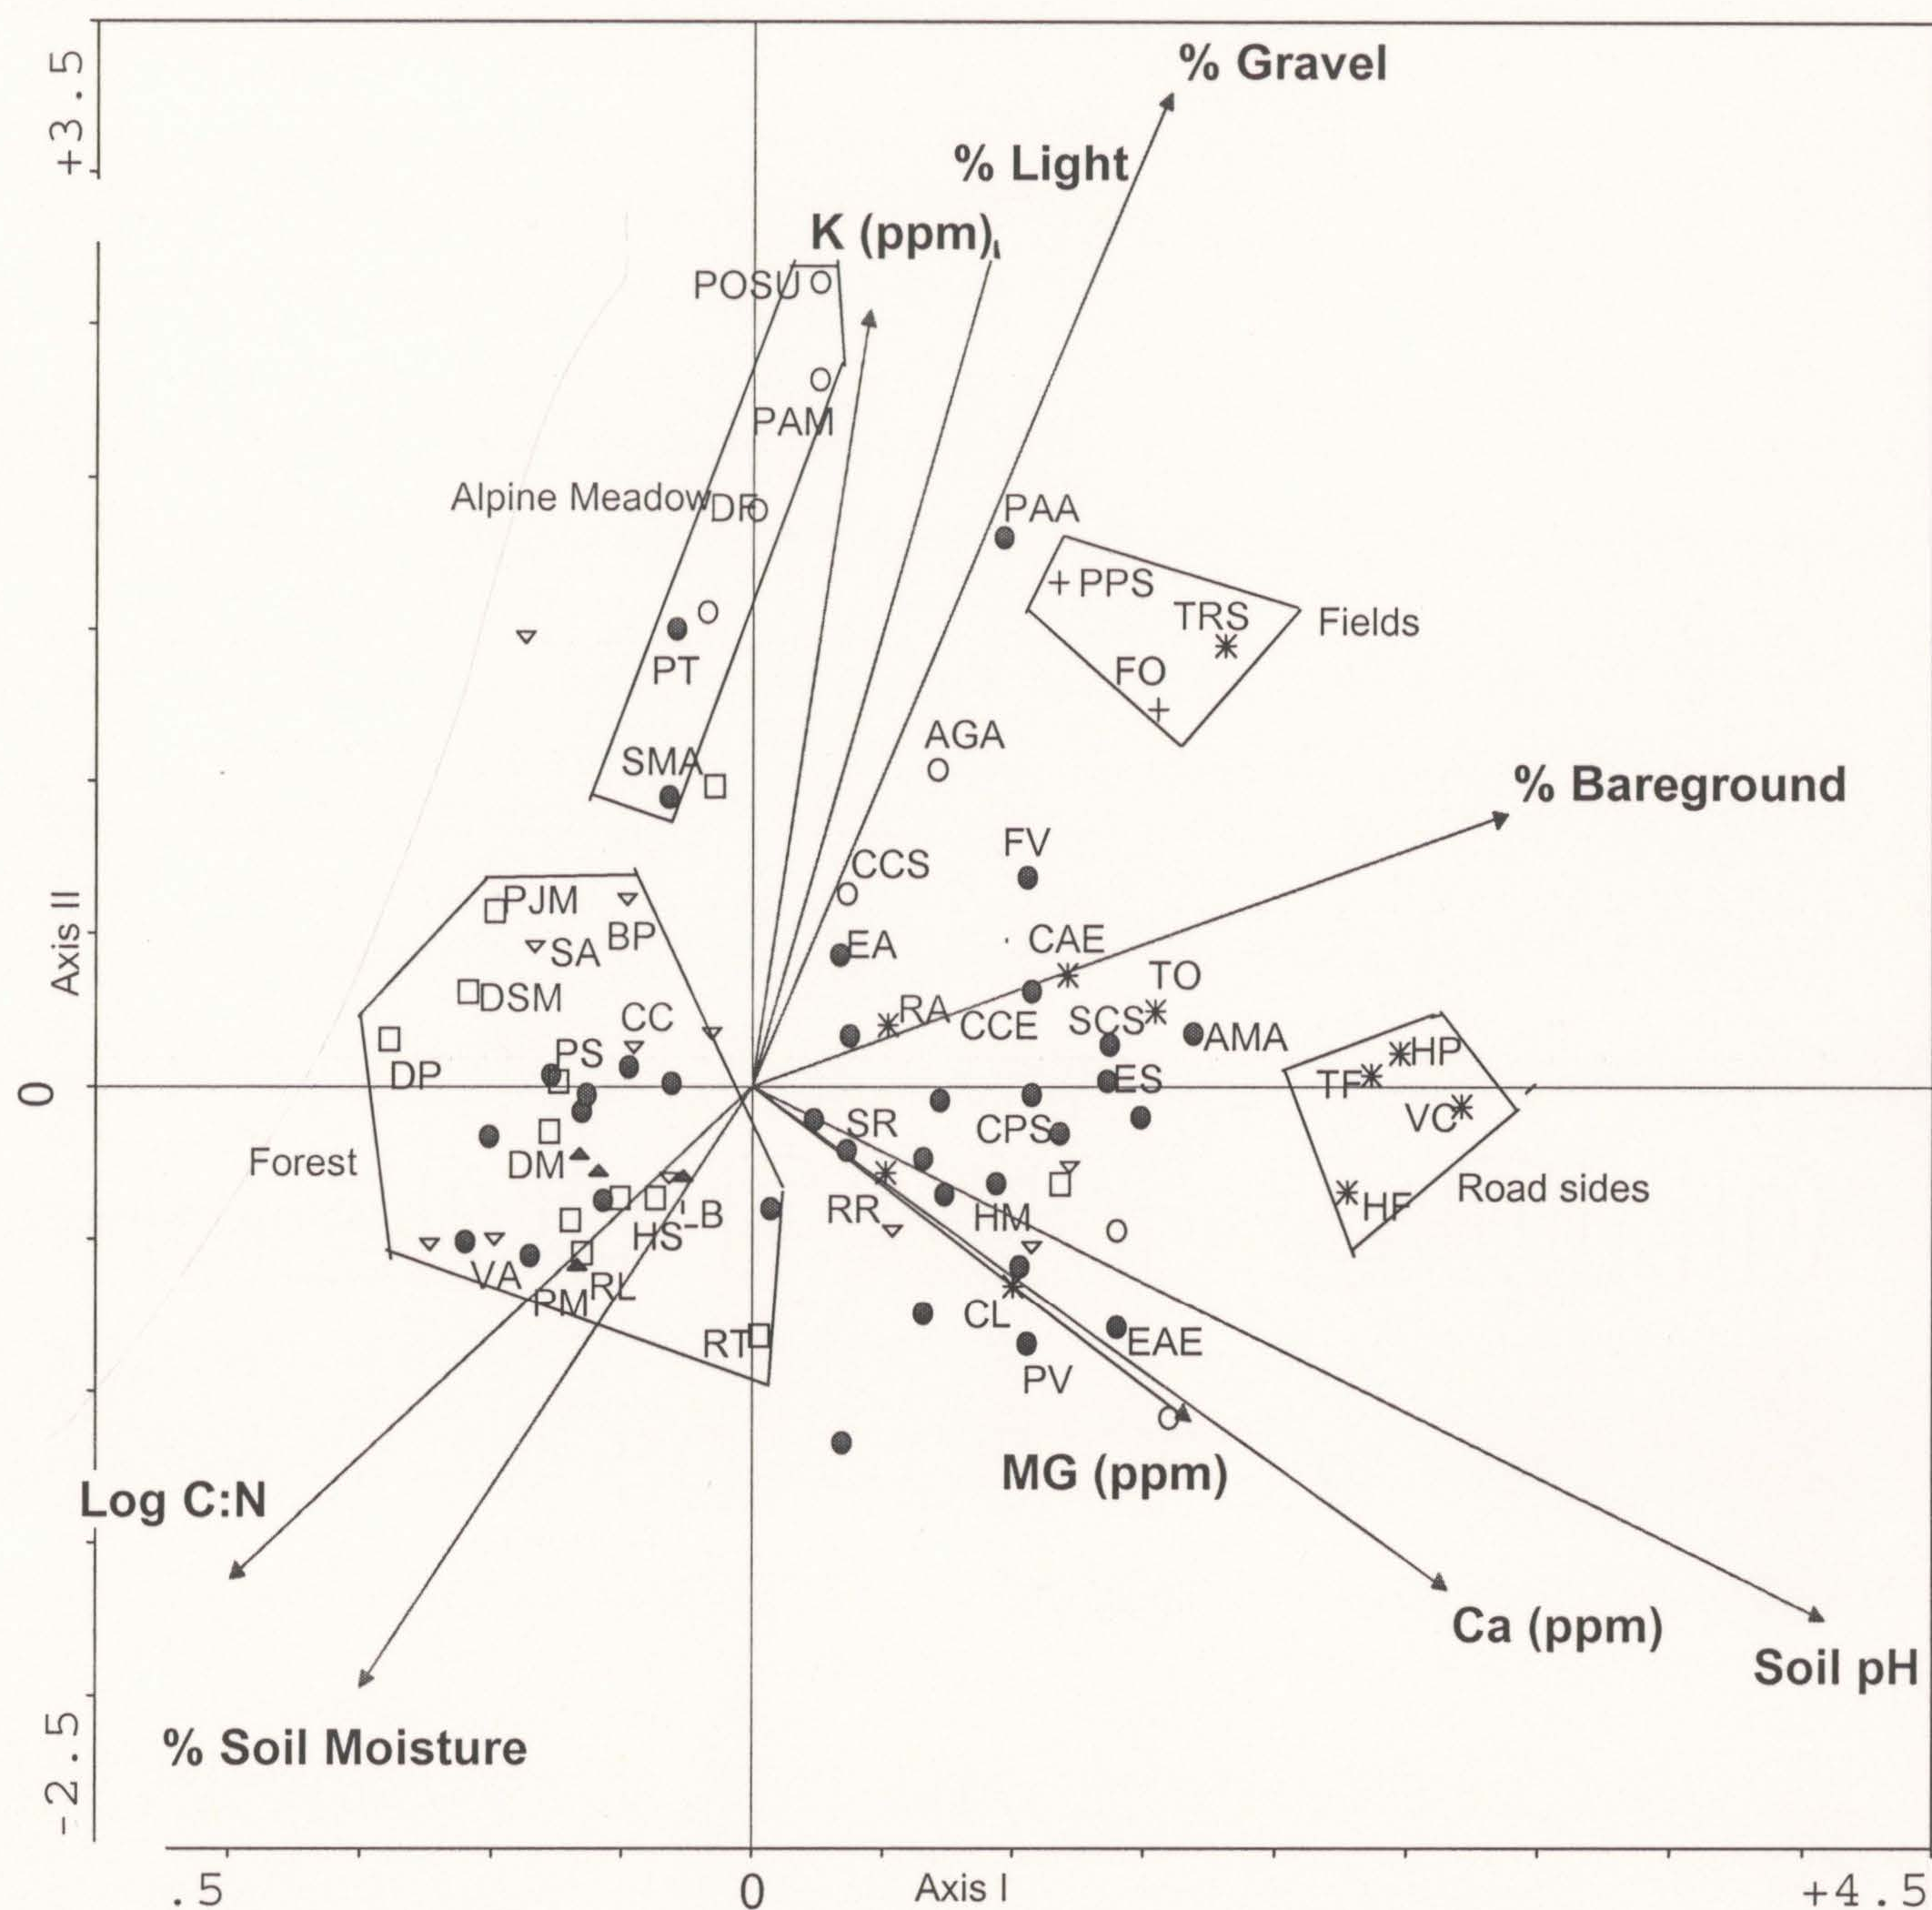 +3.5
% Gravel
% Light
K (ppm)
POSU
PAM
Alpine Meadow
DF
PAA
PPS
TRS
Fields
FO
PT
AGA
SMA
% Bareground
FV
CCS
PJM
BP
SA
EA
CAE
TO
DSM
CC
RA
CCE
SCS
AMA
Axis II
PS
HP
DP
ES
TF
0
VC
SR
CPS
Forest
DM
Road sides
HF
RR
HM
HS
LB
VA
RL
PM
CL
RT
EAE
PV
MG (ppm)
Log C:N
Ca (ppm)
Soil pH
% Soil Moisture
-2.5
.5
0
Axis I
+4.5